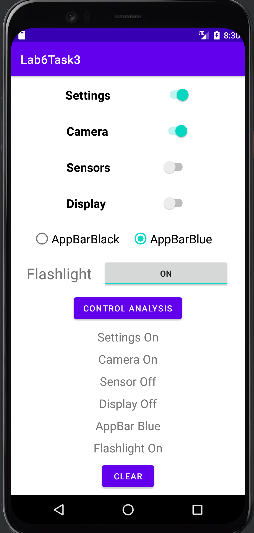 8:30
Lab6Task3
Settings
Camera
Sensors
Display
AppBarBlack AppBarBlue
Flashlight ON
CONTROL ANALYSIS
Settings On
Camera On
Sensor Off
Display Off
AppBar Blue
Flashlight On
CLEAR